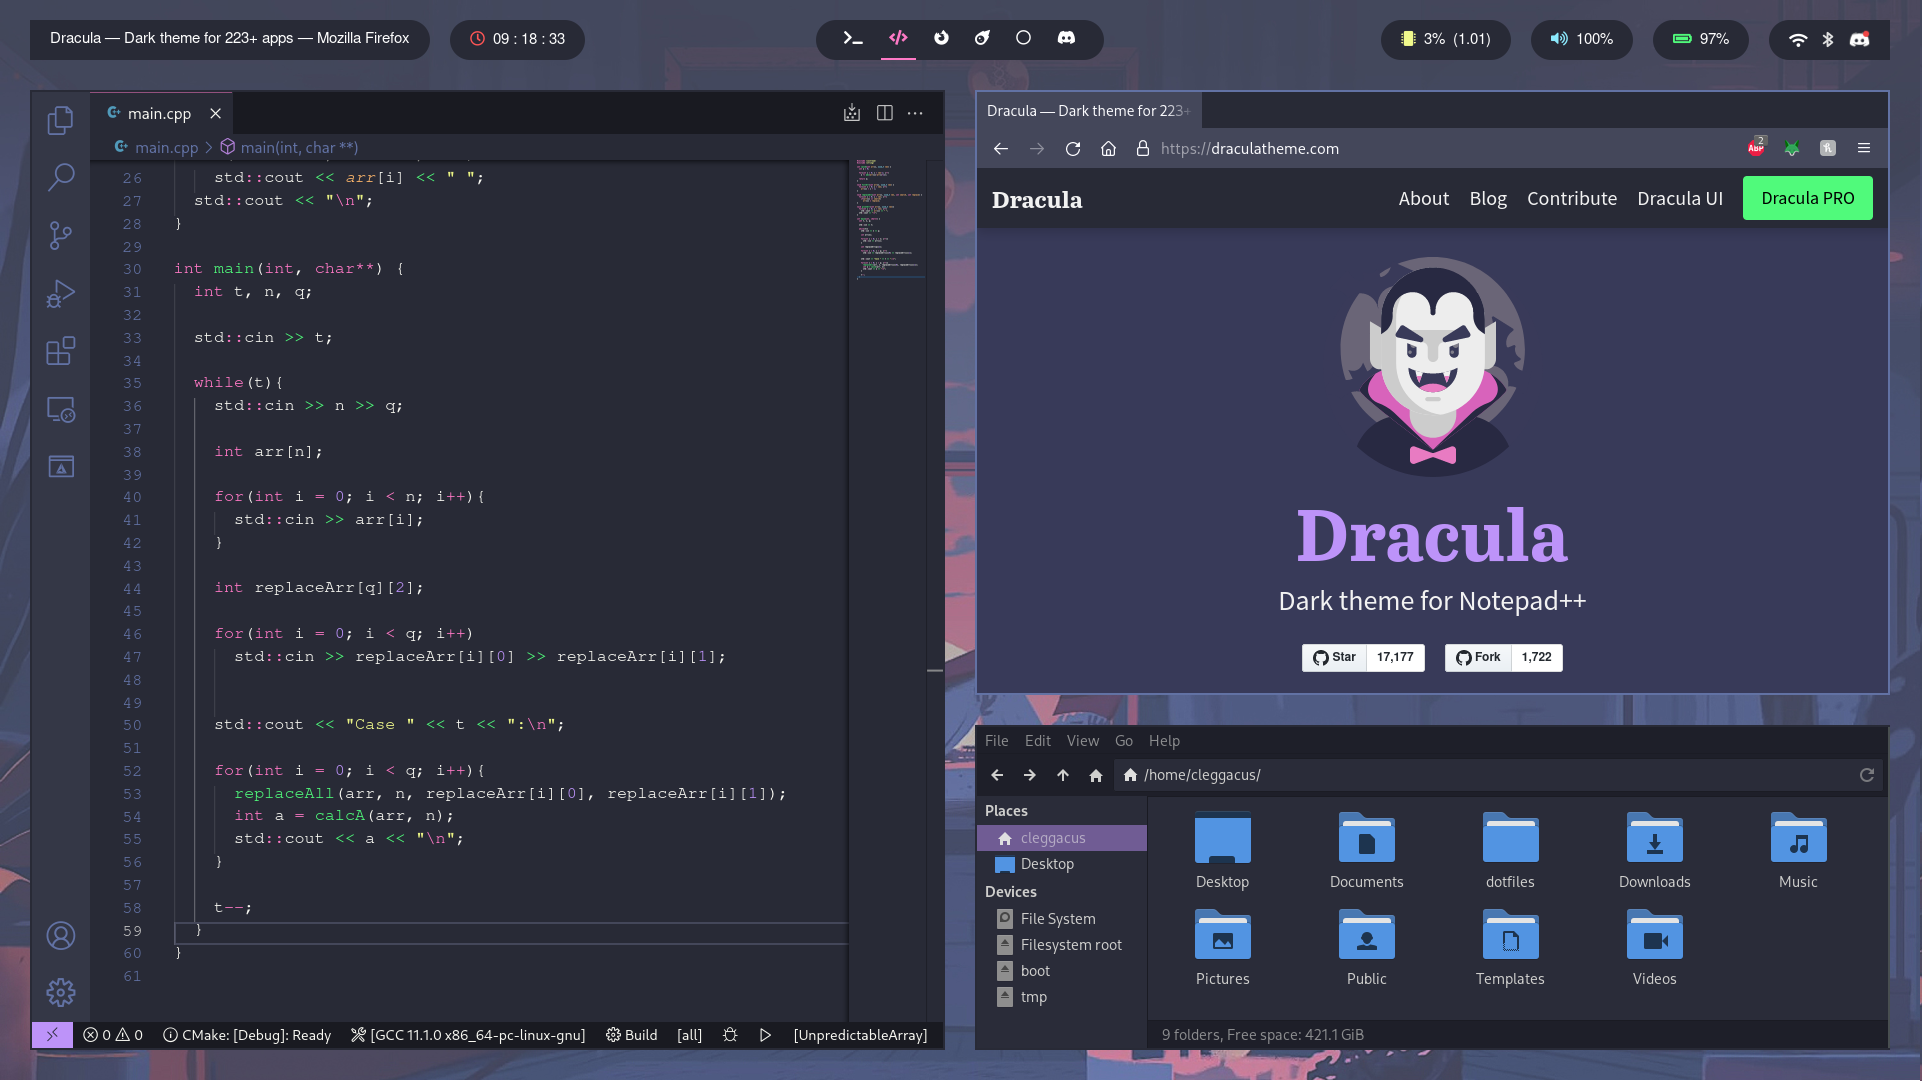 Dracula — Dark theme for 223+ apps — Mozilla Firefox
09 : 18 : 33
3% (1.01)
100%
97%
main.cpp
main.cpp > main(int, char **)
26 std::cout << arr[i] << " ";
27 std::cout << "\n";
28 }
29
30 int main(int, char**) {
31 int t, n, q;
32
33 std::cin >> t;
34
35 while(t){
36 std::cin >> n >> q;
37
38 int arr[n];
39
40 for(int i = 0; i < n; i++){
41 std::cin >> arr[i];
42 }
43
44 int replaceArr[q][2];
45
46 for(int i = 0; i < q; i++)
47 std::cin >> replaceArr[i][0] >> replaceArr[i][1];
48
49
50 std::cout << "Case " << t << ":\n";
51
52 for(int i = 0; i < q; i++){
53 replaceAll(arr, n, replaceArr[i][0], replaceArr[i][1]);
54 int a = calcA(arr, n);
55 std::cout << a << "\n";
56 }
57
58 t--;
59 }
60 }
61
0 0 CMake: [Debug]: Ready [GCC 11.1.0 x86_64-pc-linux-gnu] Build [all] [UnpredictableArray]
Dracula — Dark theme for 223+
https://draculatheme.com
2
ABP
Dracula
About Blog Contribute Dracula UI Dracula PRO
Dracula
Dark theme for Notepad++
Star 17,177 Fork 1,722
File Edit View Go Help
/home/cleggacus/
Places
cleggacus
Desktop
Devices
File System
Filesystem root
boot
tmp
Desktop Documents dotfiles Downloads Music
Pictures Public Templates Videos
9 folders, Free space: 421.1 GiB